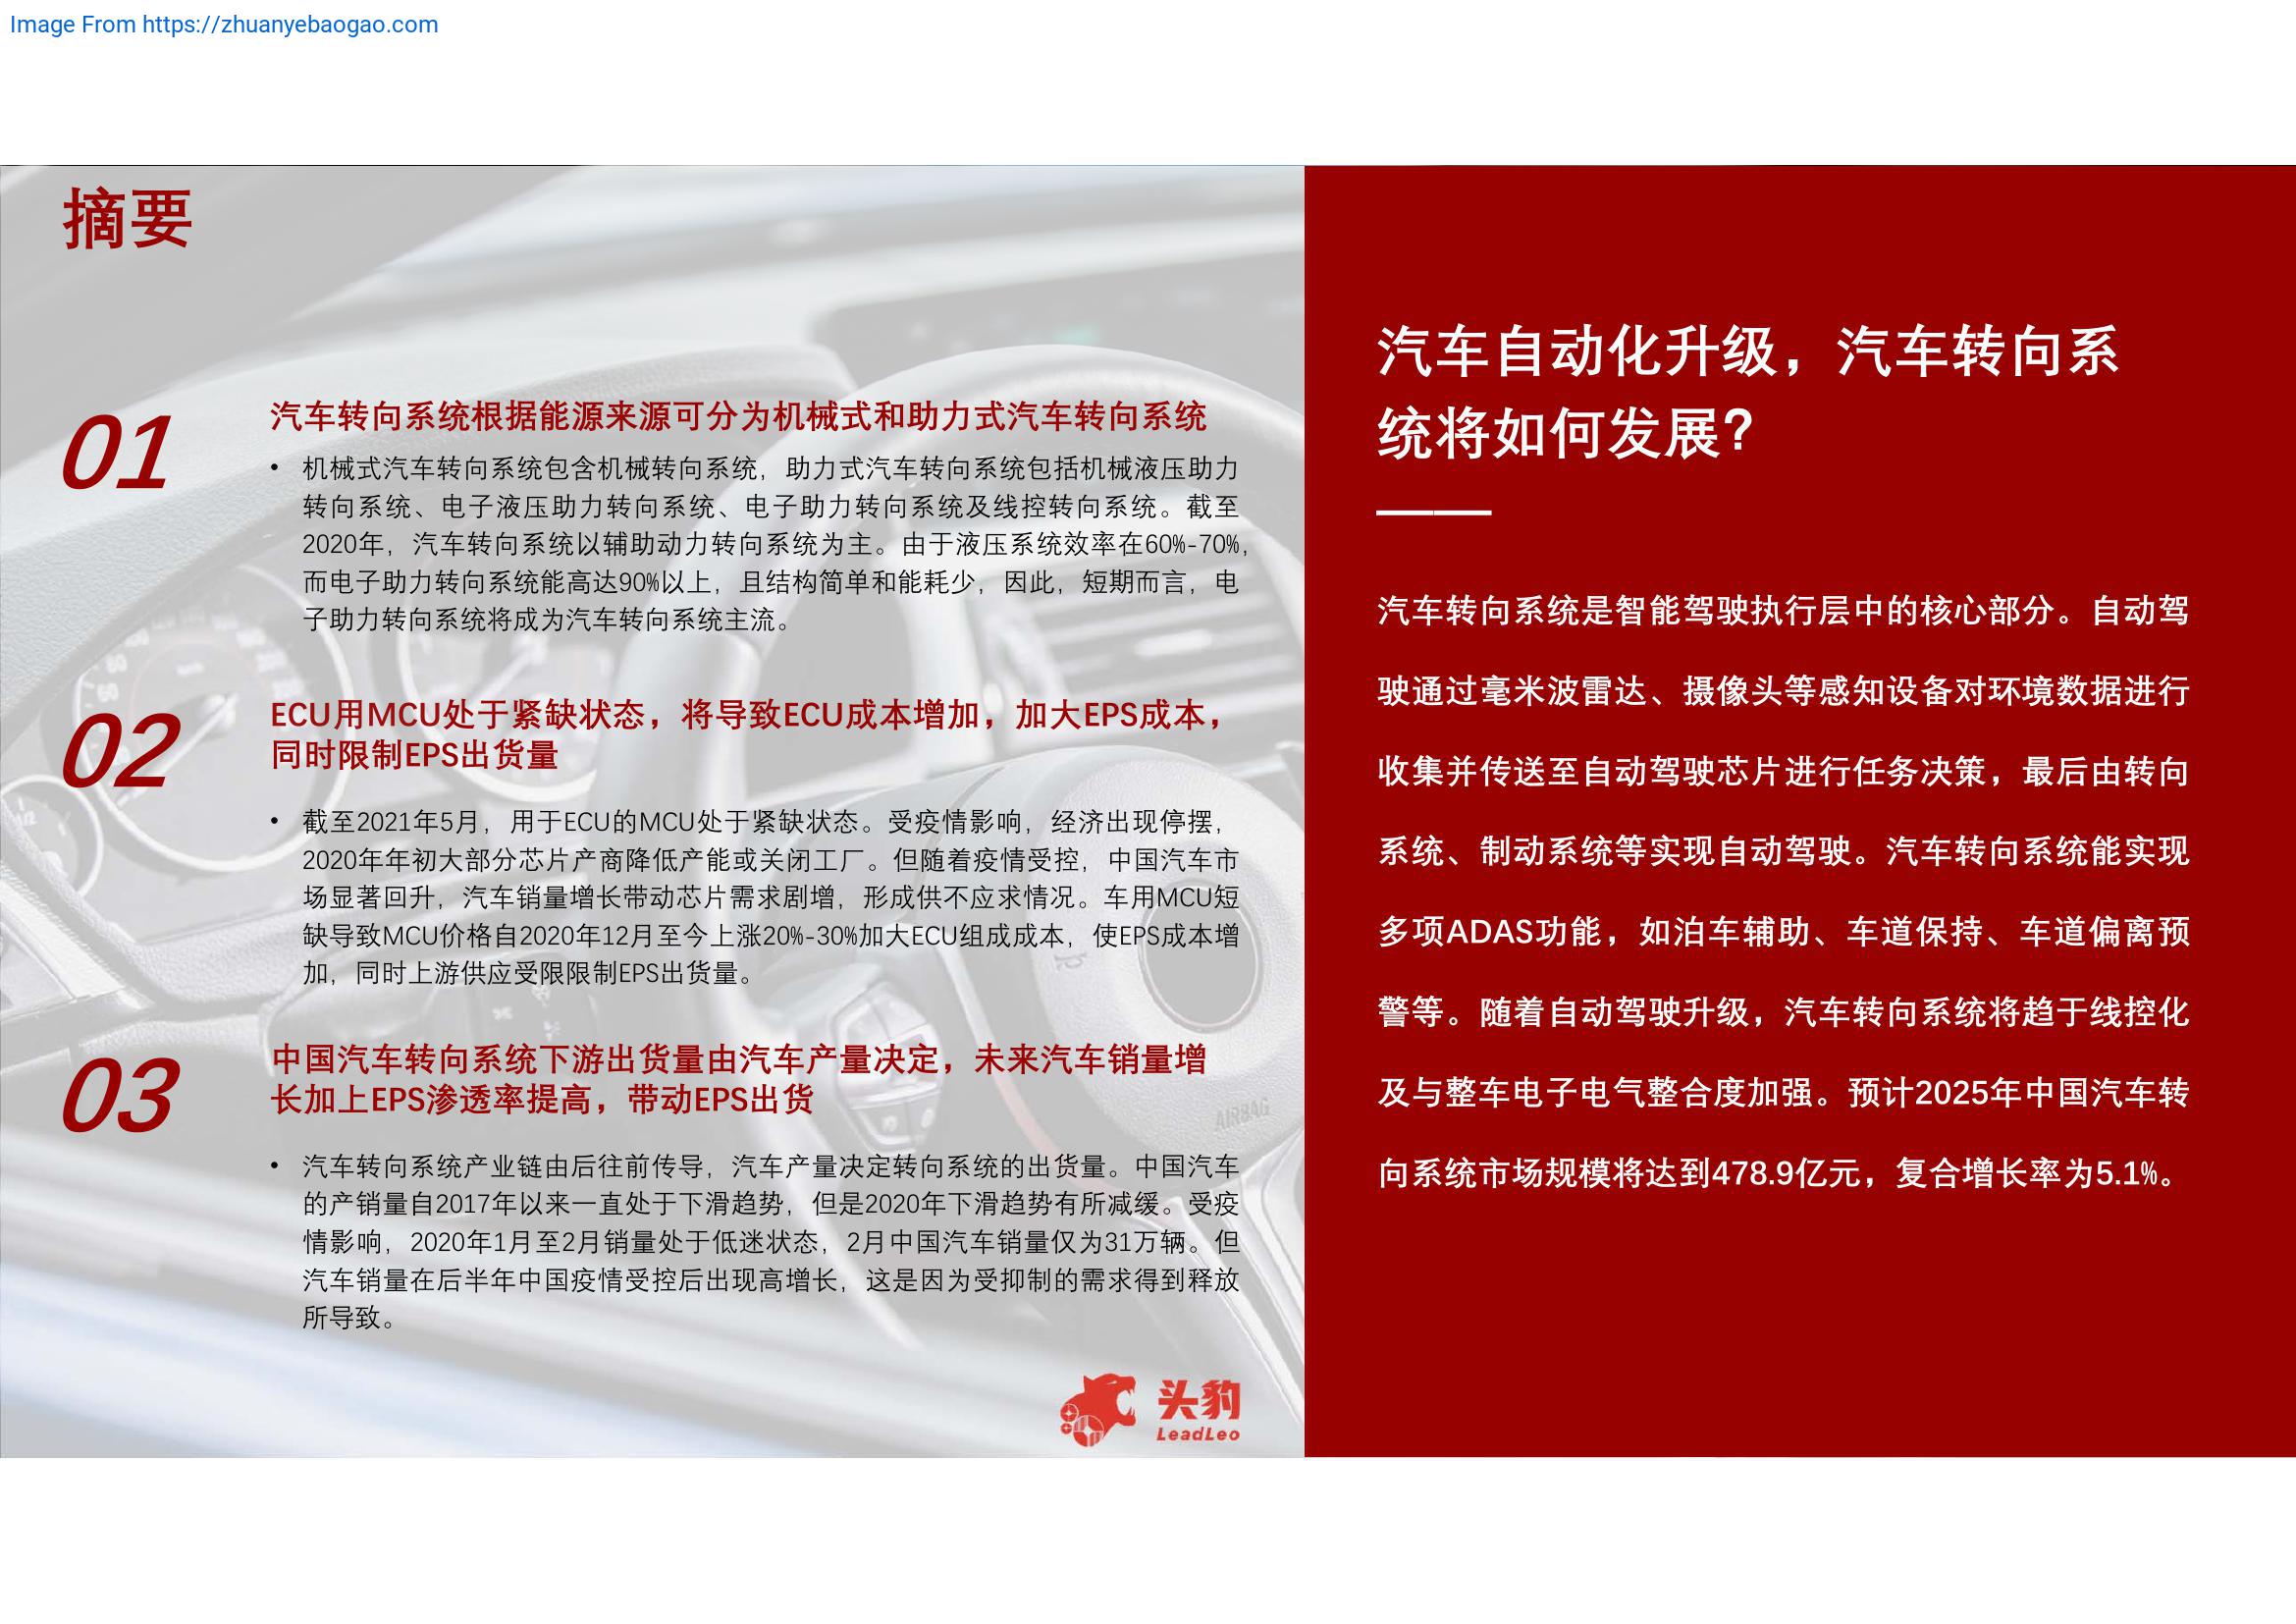 Image From https://zhuanyebaogao.com
摘要
01
汽车转向系统根据能源来源可分为机械式和助力式汽车转向系统
• 机械式汽车转向系统包含机械转向系统，助力式汽车转向系统包括机械液压助力
转向系统、电子液压助力转向系统、电子助力转向系统及线控转向系统。截至
2020年，汽车转向系统以辅助动力转向系统为主。由于液压系统效率在60%-70%，
而电子助力转向系统能高达90%以上，且结构简单和能耗少，因此，短期而言，电
子助力转向系统将成为汽车转向系统主流。
02
ECU用MCU处于紧缺状态，将导致ECU成本增加，加大EPS成本，
同时限制EPS出货量
• 截至2021年5月，用于ECU的MCU处于紧缺状态。受疫情影响，经济出现停摆，
2020年年初大部分芯片产商降低产能或关闭工厂。但随着疫情受控，中国汽车市
场显著回升，汽车销量增长带动芯片需求剧增，形成供不应求情况。车用MCU短
缺导致MCU价格自2020年12月至今上涨20%-30%加大ECU组成成本，使EPS成本增
加，同时上游供应受限限制EPS出货量。
03
中国汽车转向系统下游出货量由汽车产量决定，未来汽车销量增
长加上EPS渗透率提高，带动EPS出货
• 汽车转向系统产业链由后往前传导，汽车产量决定转向系统的出货量。中国汽车
的产销量自2017年以来一直处于下滑趋势，但是2020年下滑趋势有所减缓。受疫
情影响，2020年1月至2月销量处于低迷状态，2月中国汽车销量仅为31万辆。但
汽车销量在后半年中国疫情受控后出现高增长，这是因为受抑制的需求得到释放
所导致。
AIRBAG
头豹
LeadLeo
汽车自动化升级，汽车转向系
统将如何发展？
汽车转向系统是智能驾驶执行层中的核心部分。自动驾
驶通过毫米波雷达、摄像头等感知设备对环境数据进行
收集并传送至自动驾驶芯片进行任务决策，最后由转向
系统、制动系统等实现自动驾驶。汽车转向系统能实现
多项ADAS功能，如泊车辅助、车道保持、车道偏离预
警等。随着自动驾驶升级，汽车转向系统将趋于线控化
及与整车电子电气整合度加强。预计2025年中国汽车转
向系统市场规模将达到478.9亿元，复合增长率为5.1%。